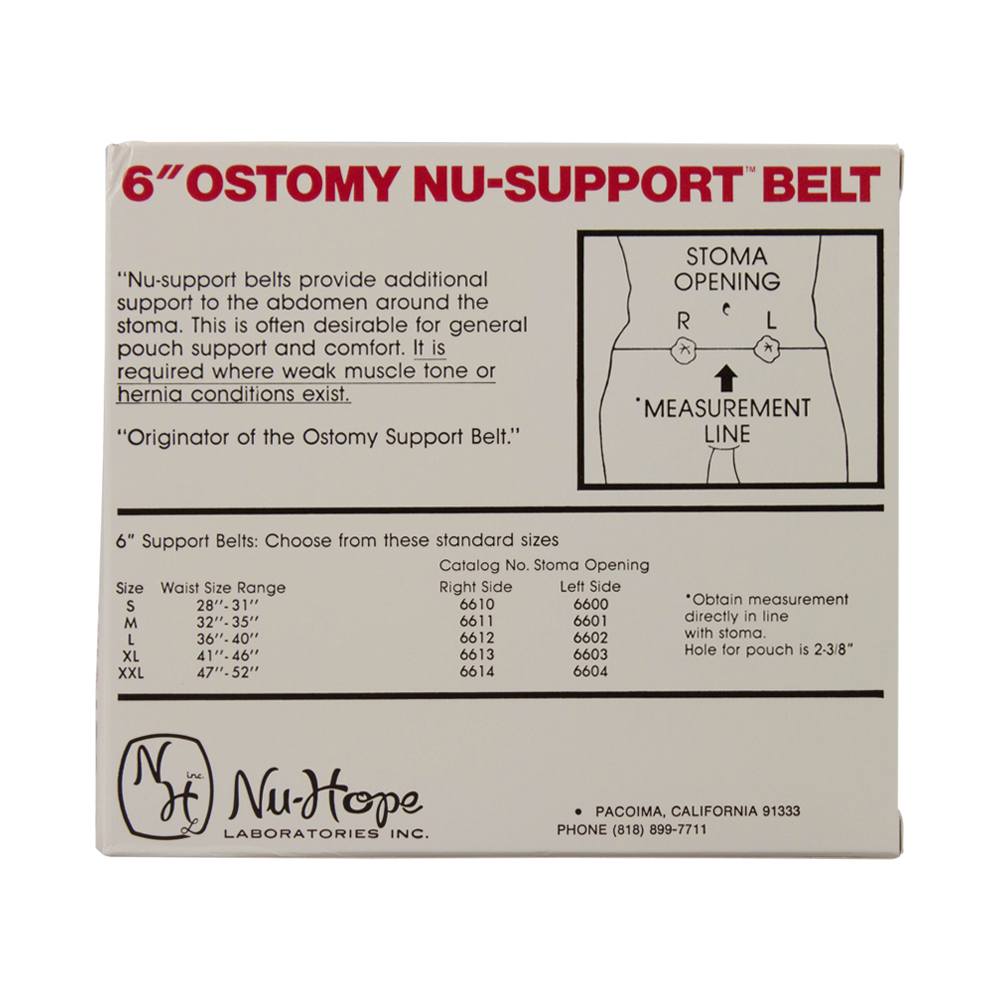 6" OSTOMY NU-SUPPORT™ BELT
"Nu-support belts provide additional
support to the abdomen around the
stoma. This is often desirable for general
pouch support and comfort. It is
required where weak muscle tone or
hernia conditions exist.
"Originator of the Ostomy Support Belt."
STOMA
OPENING
R L
*MEASUREMENT
LINE
6" Support Belts: Choose from these standard sizes
Catalog No. Stoma Opening
Size Waist Size Range Right Side Left Side
S 28''-31'' 6610 6600
M 32''-35'' 6611 6601
L 36''-40'' 6612 6602
XL 41''-46'' 6613 6603
XXL 47''-52'' 6614 6604
*Obtain measurement
directly in line
with stoma.
Hole for pouch is 2-3/8"
N inc.
H
L
Nu-Hope
LABORATORIES INC.
• PACOIMA, CALIFORNIA 91333
PHONE (818) 899-7711